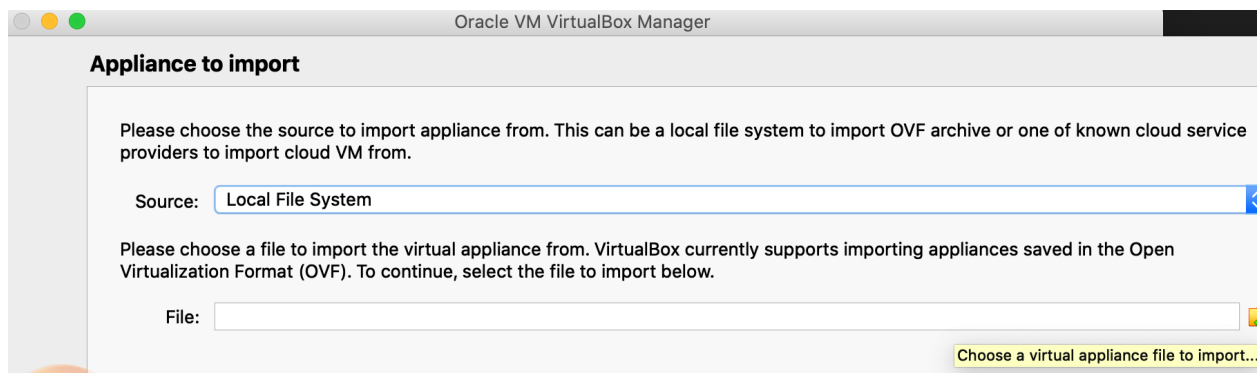 Oracle VM VirtualBox Manager
Appliance to import
Please choose the source to import appliance from. This can be a local file system to import OVF archive or one of known cloud service
providers to import cloud VM from.
Source: Local File System
Please choose a file to import the virtual appliance from. VirtualBox currently supports importing appliances saved in the Open
Virtualization Format (OVF). To continue, select the file to import below.
File:
Choose a virtual appliance file to import...